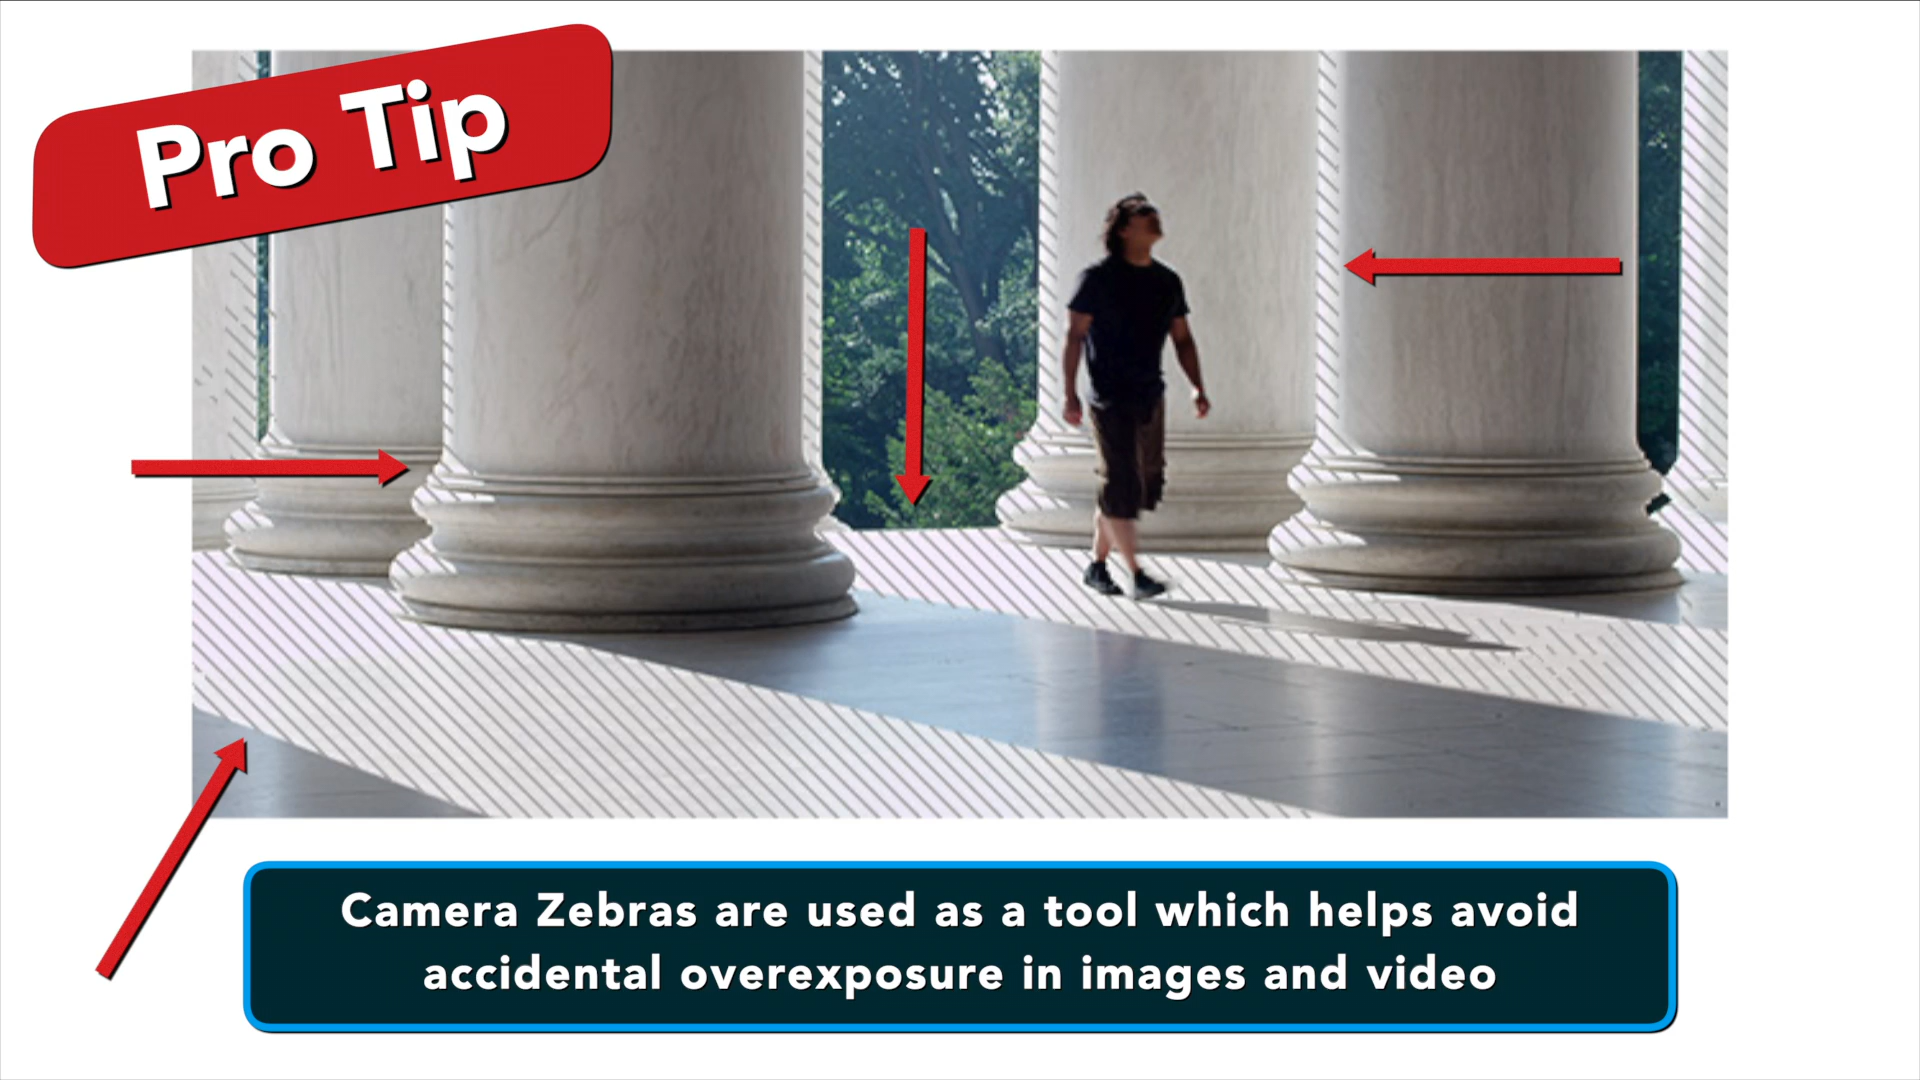 Pro Tip
Camera Zebras are used as a tool which helps avoid
accidental overexposure in images and video